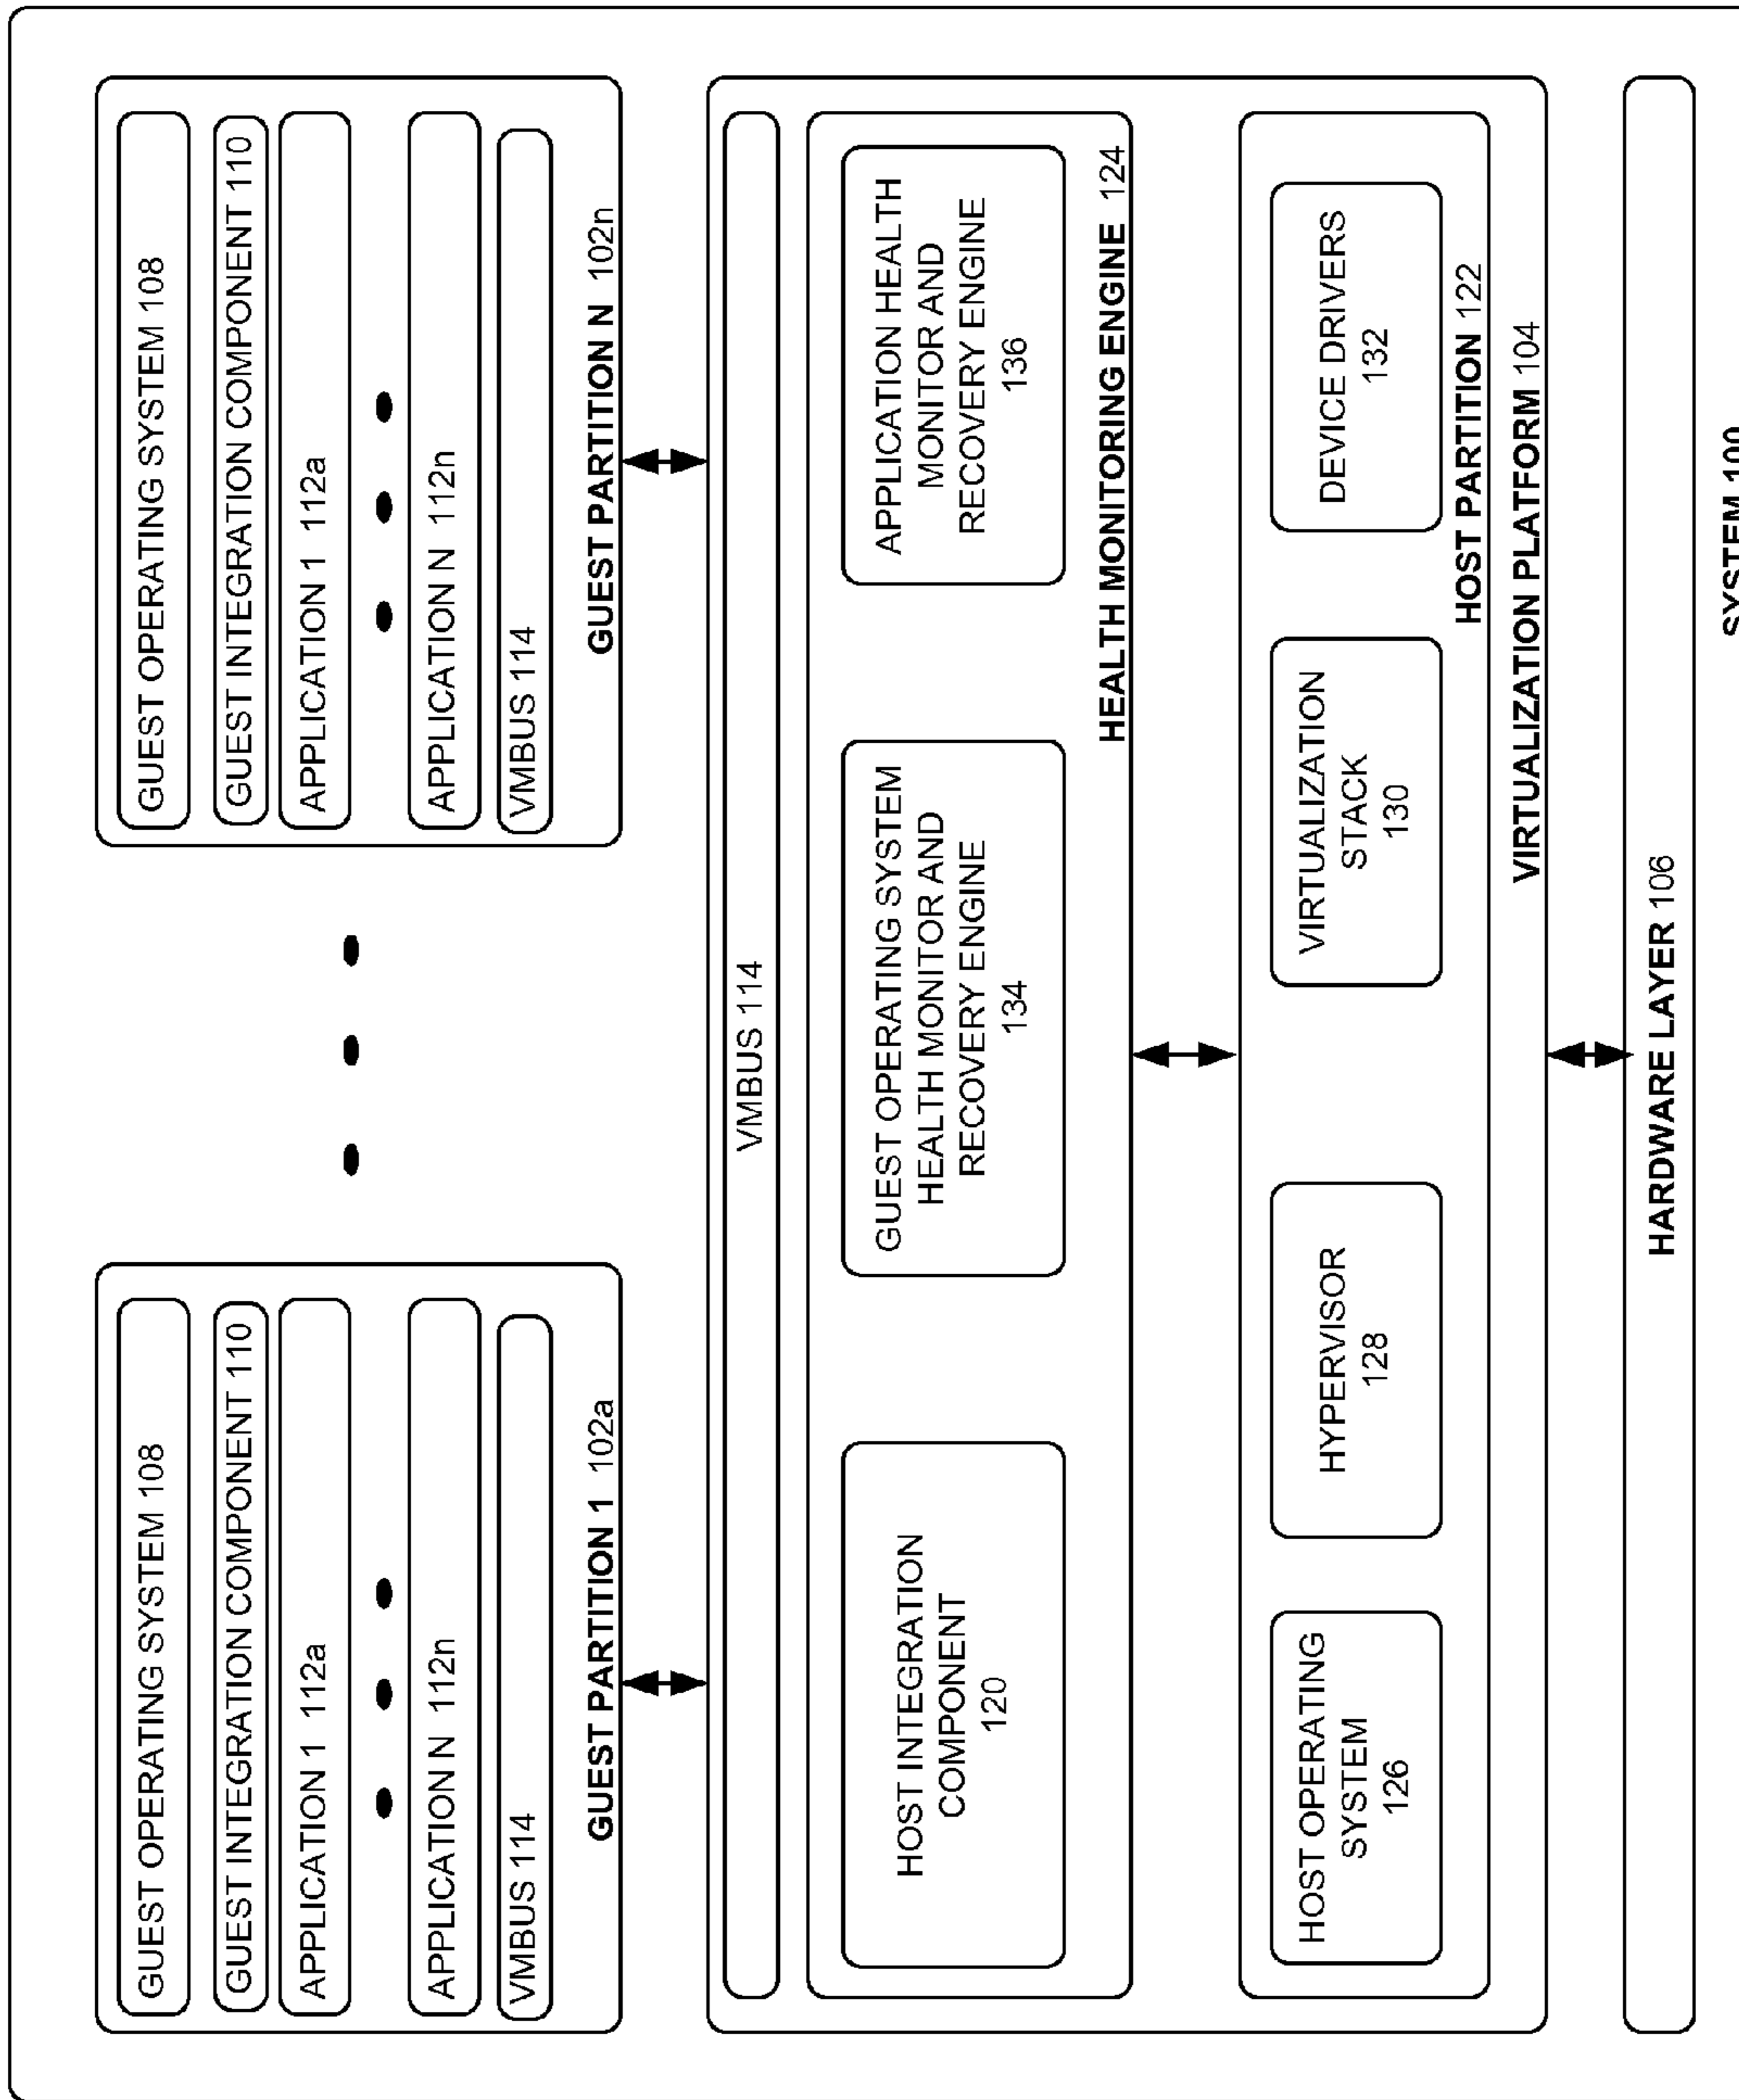 GUEST OPERATING SYSTEM 108
GUEST INTEGRATION COMPONENT 110
APPLICATION 1 112a
APPLICATION N 112n
VMBUS 114
GUEST PARTITION 1 102a
GUEST OPERATING SYSTEM 108
GUEST INTEGRATION COMPONENT 110
APPLICATION 1 112a
APPLICATION N 112n
VMBUS 114
GUEST PARTITION N 102n
VMBUS 114
HOST INTEGRATION
COMPONENT
120
GUEST OPERATING SYSTEM
HEALTH MONITOR AND
RECOVERY ENGINE
134
APPLICATION HEALTH
MONITOR AND
RECOVERY ENGINE
136
HEALTH MONITORING ENGINE 124
HOST OPERATING
SYSTEM
126
HYPERVISOR
128
VIRTUALIZATION
STACK
130
DEVICE DRIVERS
132
HOST PARTITION 122
VIRTUALIZATION PLATFORM 104
HARDWARE LAYER 106
SYSTEM 100